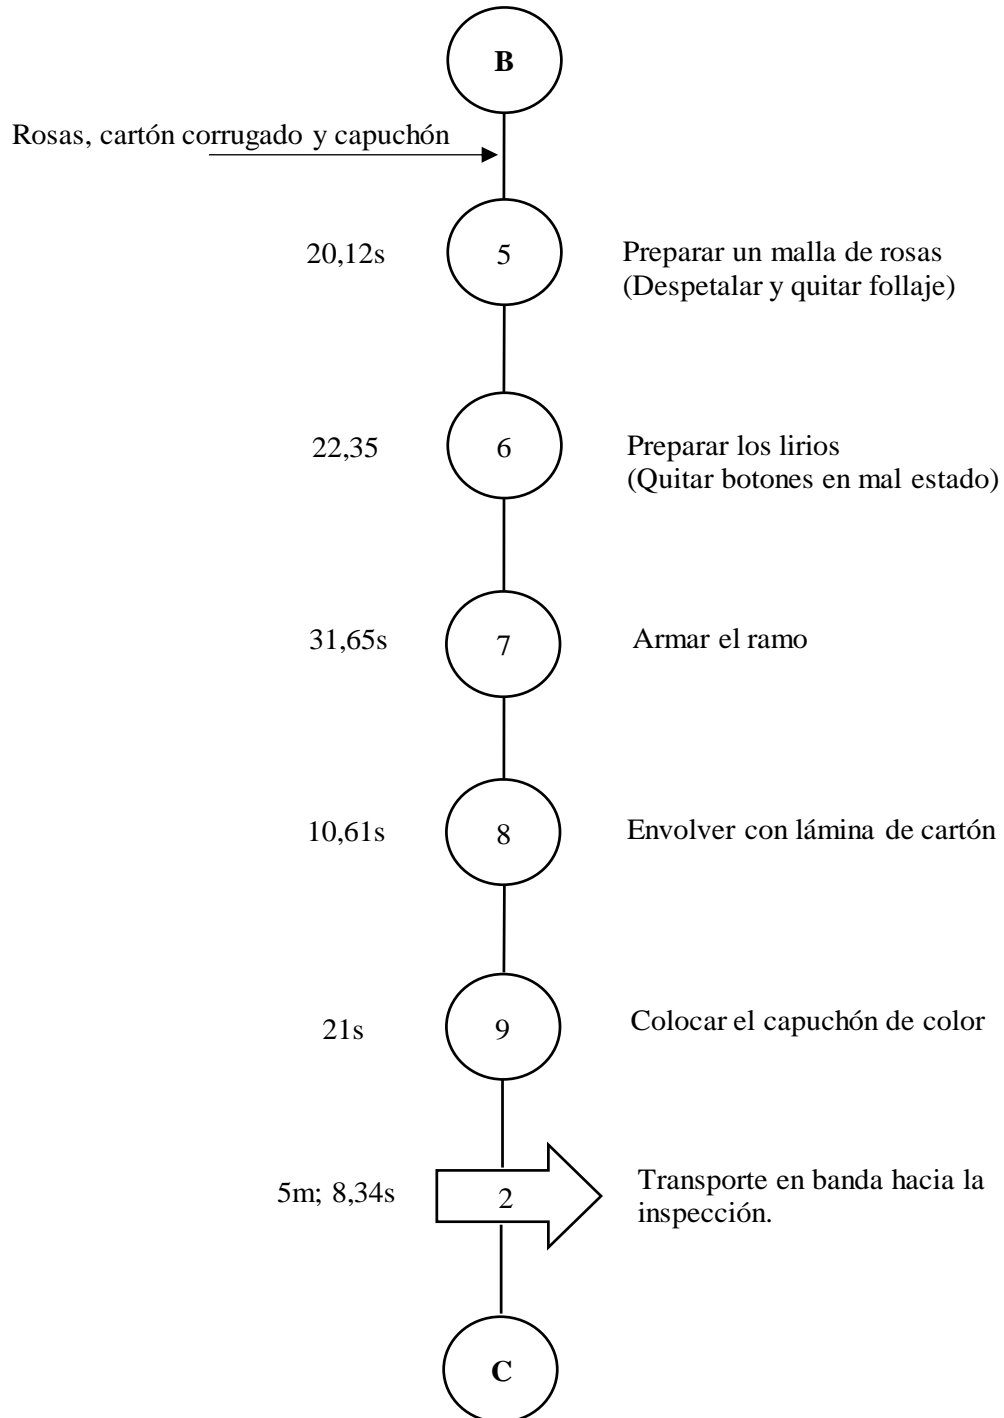 B
Rosas, cartón corrugado y capuchón
20,12s
5
Preparar un malla de rosas
(Despetalar y quitar follaje)
22,35
6
Preparar los lirios
(Quitar botones en mal estado)
31,65s
7
Armar el ramo
10,61s
8
Envolver con lámina de cartón
21s
9
Colocar el capuchón de color
5m; 8,34s
2
Transporte en banda hacia la
inspección.
C